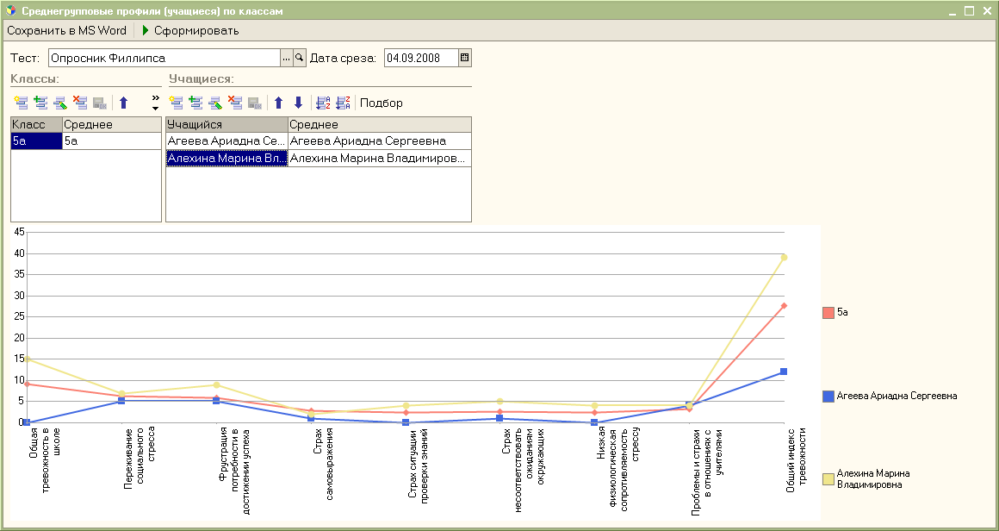 Среднегрупповые профили (учащиеся) по классам
Сохранить в MS Word Сформировать
Тест: Опросник Филлипса ... Дата среза: 04.09.2008
Классы: Учащиеся:
Подбор
Класс Среднее Учащийся Среднее
5а 5а Агеева Ариадна Се... Агеева Ариадна Сергеевна
Алехина Марина Вл... Алехина Марина Владимиров...
45
40
35
30
25
20
15
10
5
0
Общая
тревожность в
школе
Переживание
социального
стресса
Фрустрация
потребности в
достижении успеха
Страх
самовыражения
Страх ситуации
проверки знаний
Страх
несоответствовать
ожиданиям
окружающих
Низкая
физиологическая
сопротивляемость
стрессу
Проблемы и страхи
в отношениях с
учителями
Общий индекс
тревожности
5а
Агеева Ариадна Сергеевна
Алехина Марина
Владимировна